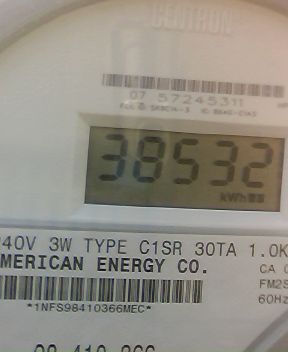 CENTRON
07 57245311
38532
kWh
240V 3W TYPE C1SR 30TA 1.0K
AMERICAN ENERGY CO.
CA 0
FM2S
60Hz
*1NFS98410366MEC*